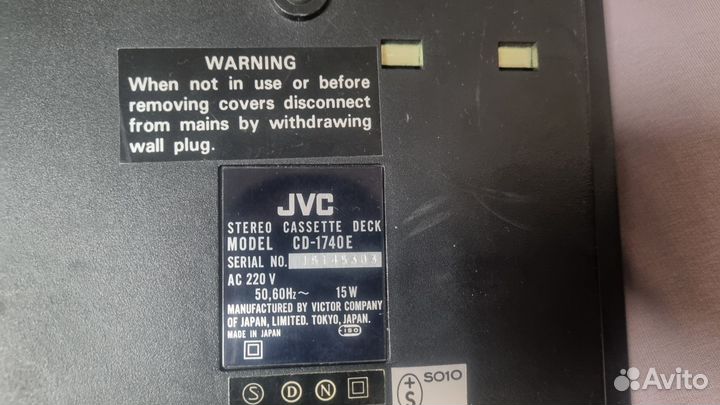 WARNING
When not in use or before
removing covers disconnect
from mains by withdrawing
wall plug.
JVC
STEREO CASSETTE DECK
MODEL CD-1740E
SERIAL NO.
AC 220 V
50,60Hz～ 15W
MANUFACTURED BY VICTOR COMPANY
OF JAPAN, LIMITED. TOKYO, JAPAN.
MADE IN JAPAN ISO
S D N
+S SO10
Avito